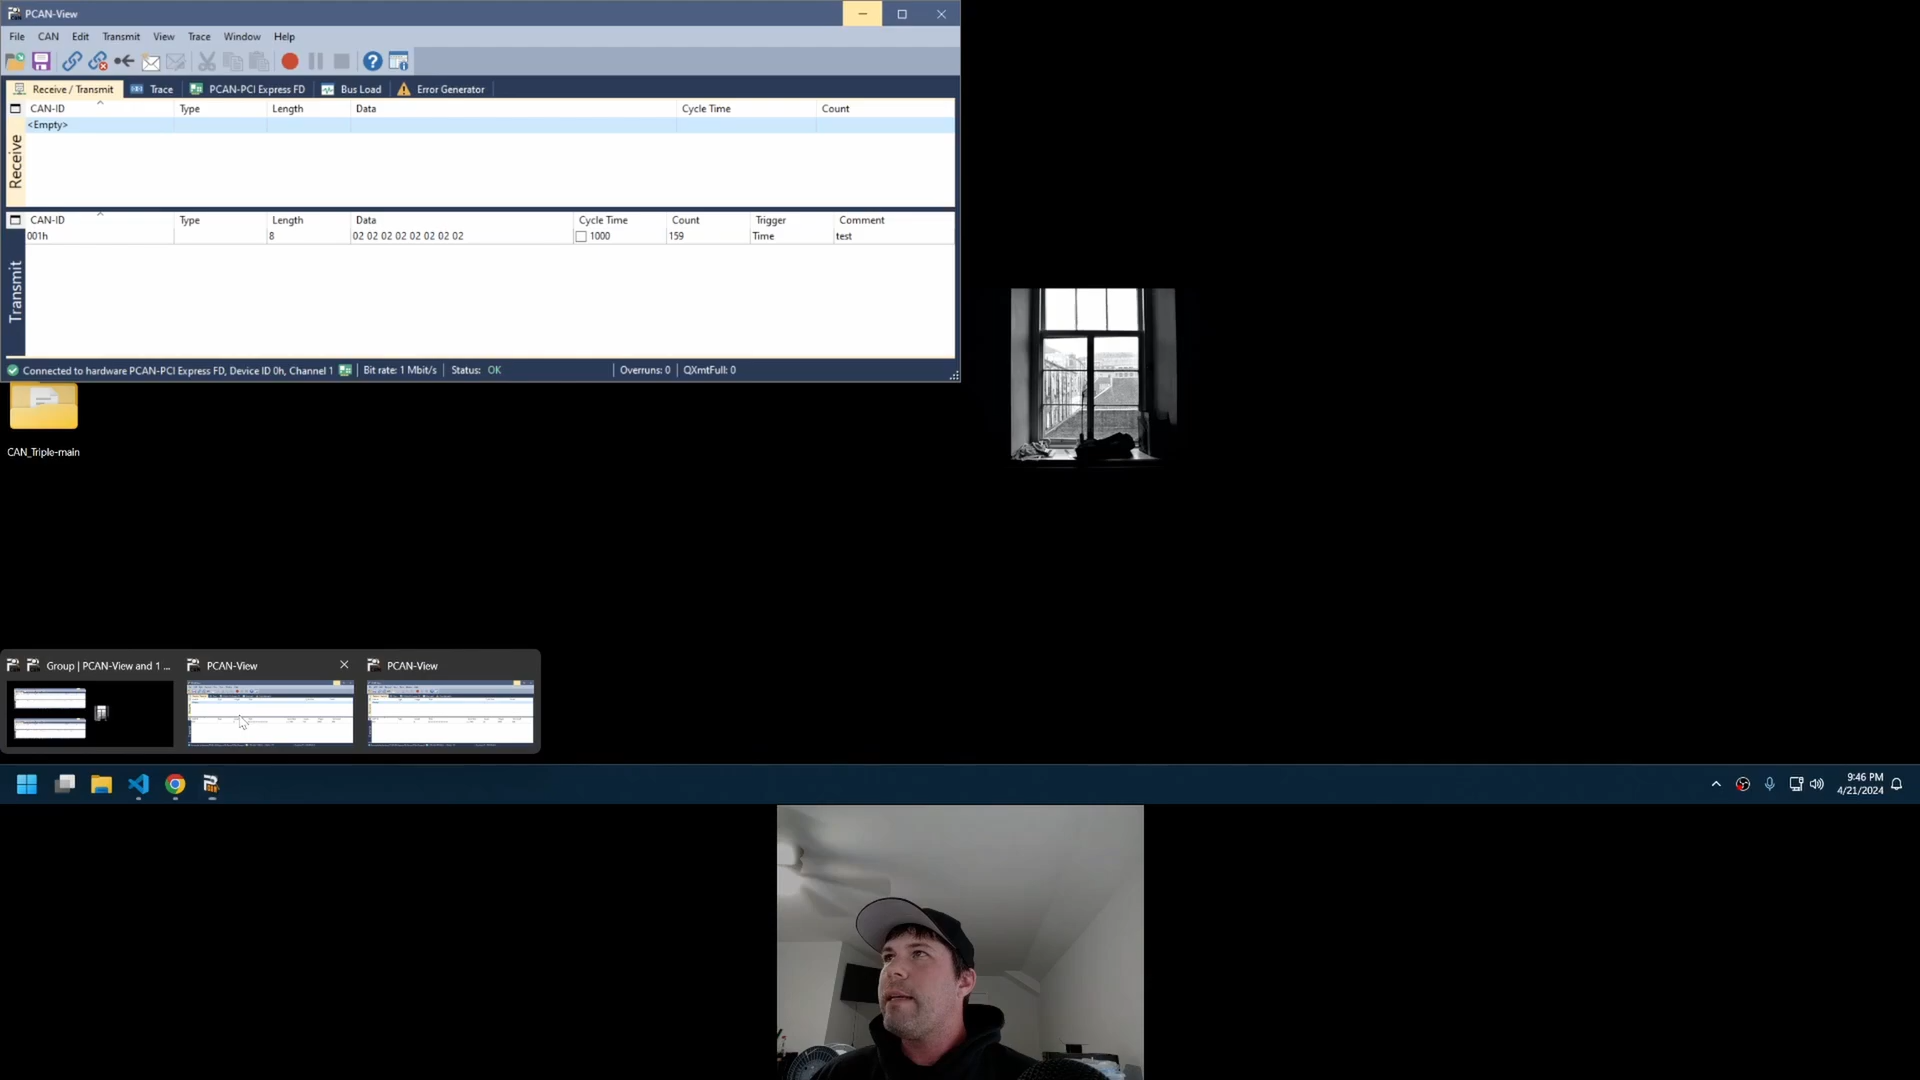 PCAN-View
File CAN Edit Transmit View Trace Window Help
Receive / Transmit Trace PCAN-PCI Express FD Bus Load Error Generator
CAN-ID Type Length Data Cycle Time Count
<Empty>
Receive
CAN-ID Type Length Data Cycle Time Count Trigger Comment
001h 8 02 02 02 02 02 02 02 02 1000 159 Time test
Transmit
Connected to hardware PCAN-PCI Express FD, Device ID 0h, Channel 1 Bit rate: 1 Mbit/s Status: OK Overruns: 0 QXmtFull: 0
CAN_Triple-main
Group | PCAN-View and 1 ... PCAN-View PCAN-View
9:46 PM
4/21/2024